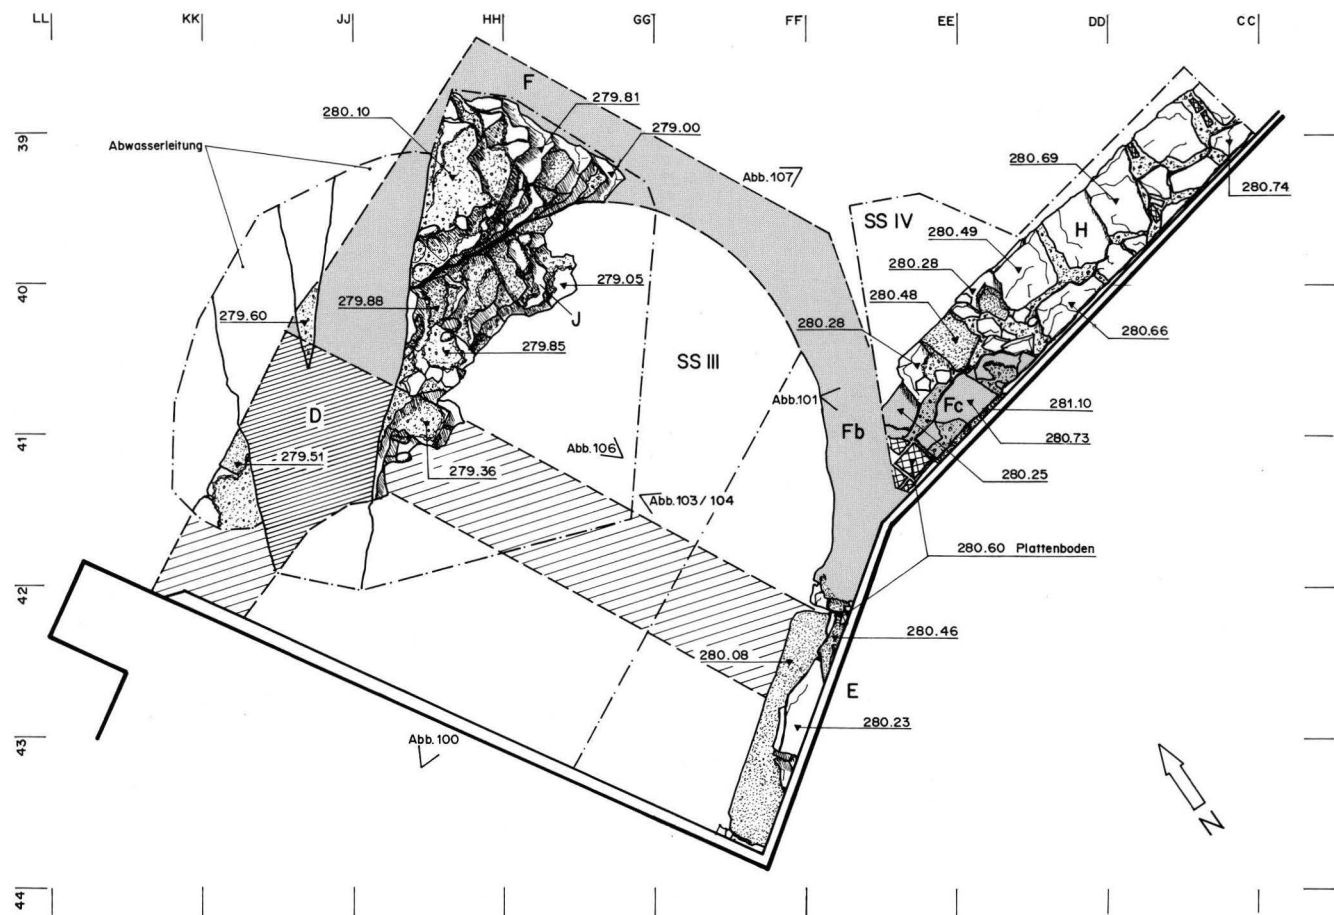 LL KK JJ HH GG FF EE DD CC
F
279.81
280.10
279.00
39
Abwasserleitung
Abb. 107
280.69
280.74
SS IV
H
280.49
280.28
40
279.05
279.88
280.48
279.60
J
280.28
280.66
279.85
SS III
D
Abb. 101
Fc
281.10
41
Fb
280.73
Abb. 106
279.51
279.36
280.25
Abb. 103 / 104
280.60 Plattenboden
42
280.46
280.08
E
280.23
43
Abb. 100
N
44